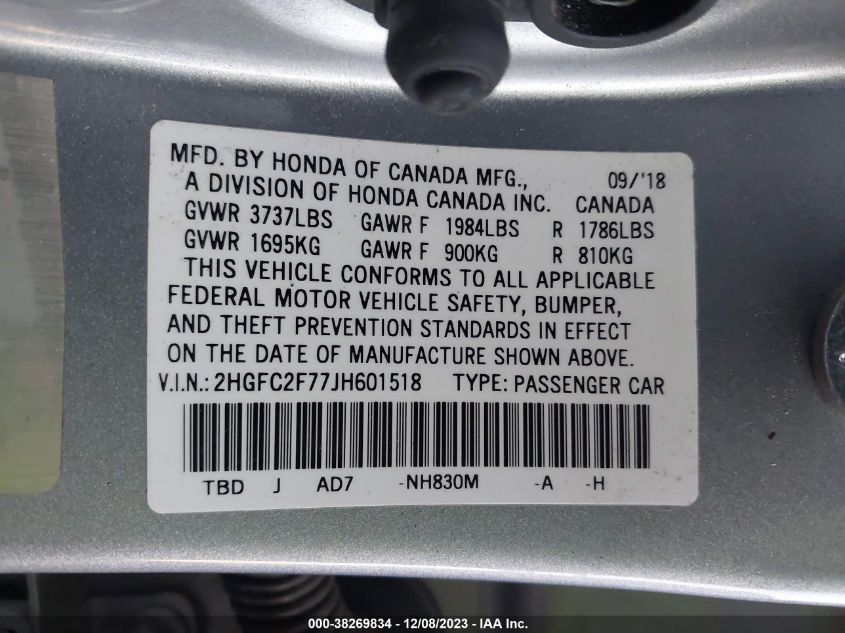 MFD. BY HONDA OF CANADA MFG., 09/'18
A DIVISION OF HONDA CANADA INC. CANADA
GVWR 3737LBS GAWR F 1984LBS R 1786LBS
GVWR 1695KG GAWR F 900KG R 810KG
THIS VEHICLE CONFORMS TO ALL APPLICABLE
FEDERAL MOTOR VEHICLE SAFETY, BUMPER,
AND THEFT PREVENTION STANDARDS IN EFFECT
ON THE DATE OF MANUFACTURE SHOWN ABOVE.
V.I.N.: 2HGFC2F77JH601518 TYPE: PASSENGER CAR
TBD J AD7 -NH830M -A -H
000-38269834 - 12/08/2023 - IAA Inc.